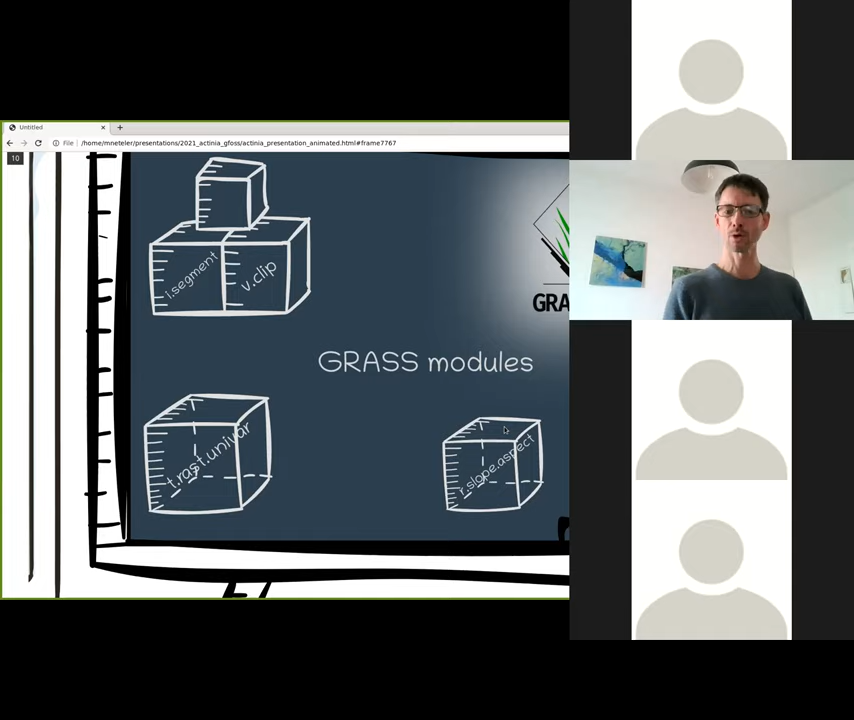 Untitled
File
/home/mneteler/presentations/2021_actinia_gfoss/actinia_presentation_animated.html#frame7767
10
i.segment
v.clip
GRA
GRASS modules
t.rast.univar
r.slope.aspect